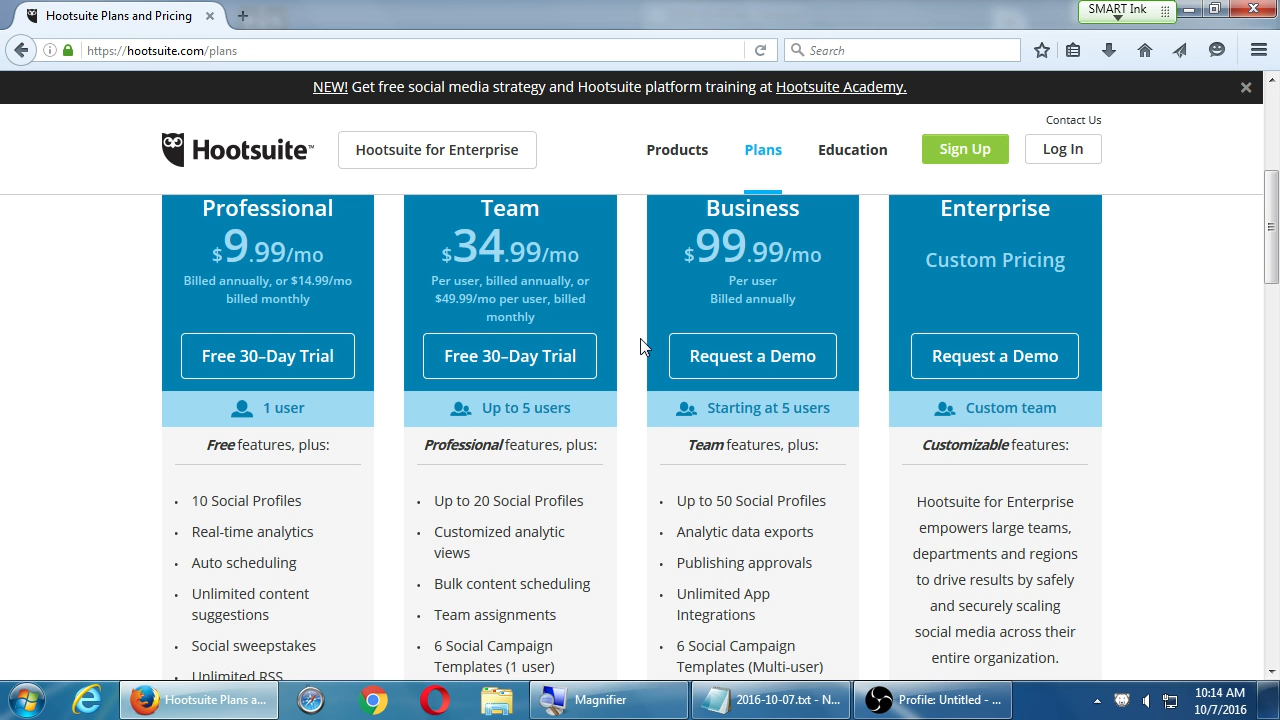 Hootsuite Plans and Pricing
SMART Ink
https://hootsuite.com/plans
Search
NEW! Get free social media strategy and Hootsuite platform training at Hootsuite Academy.
Contact Us
Hootsuite™
Hootsuite for Enterprise
Products
Plans
Education
Sign Up
Log In
Professional
$9.99/mo
Billed annually, or $14.99/mo
billed monthly
Free 30–Day Trial
1 user
Free features, plus:
• 10 Social Profiles
• Real-time analytics
• Auto scheduling
• Unlimited content
suggestions
• Social sweepstakes
• Unlimited RSS
Team
$34.99/mo
Per user, billed annually, or
$49.99/mo per user, billed
monthly
Free 30–Day Trial
Up to 5 users
Professional features, plus:
• Up to 20 Social Profiles
• Customized analytic
views
• Bulk content scheduling
• Team assignments
• 6 Social Campaign
Templates (1 user)
Business
$99.99/mo
Per user
Billed annually
Request a Demo
Starting at 5 users
Team features, plus:
• Up to 50 Social Profiles
• Analytic data exports
• Publishing approvals
• Unlimited App
Integrations
• 6 Social Campaign
Templates (Multi-user)
Enterprise
Custom Pricing
Request a Demo
Custom team
Customizable features:
Hootsuite for Enterprise
empowers large teams,
departments and regions
to drive results by safely
and securely scaling
social media across their
entire organization.
Hootsuite Plans a...
Magnifier
2016-10-07.txt - N...
Profile: Untitled - ...
10:14 AM
10/7/2016